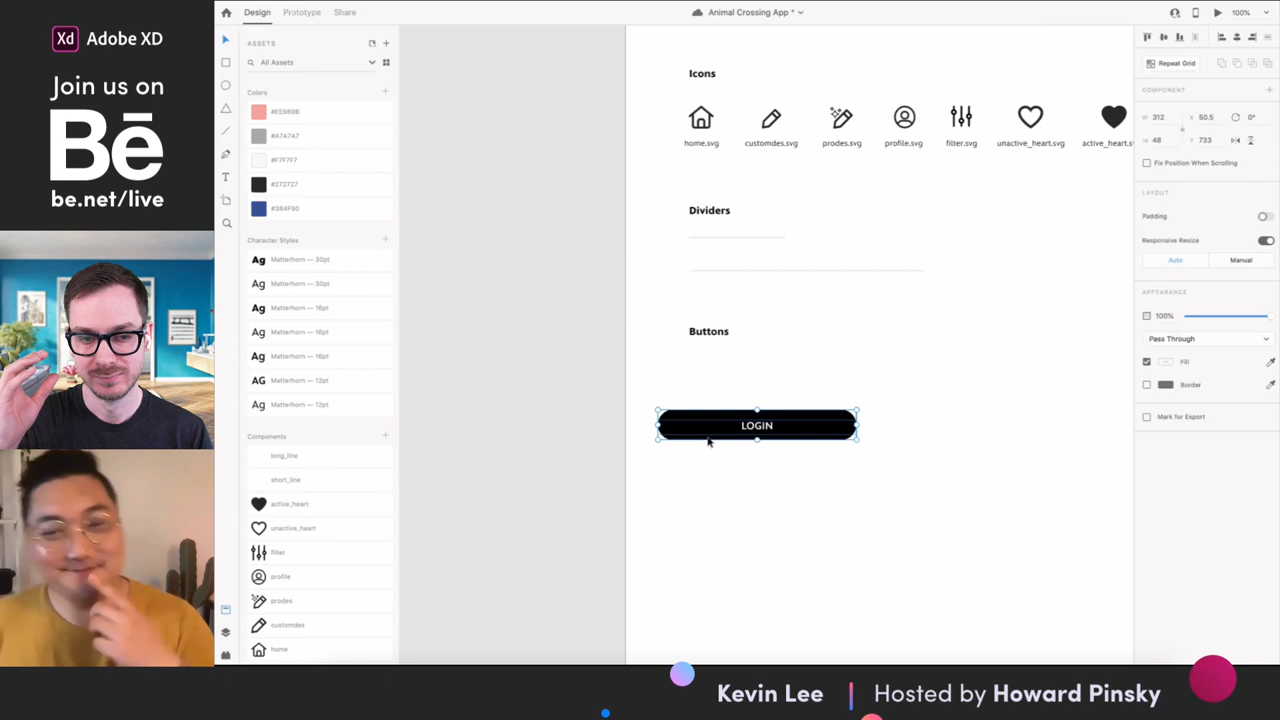 Xd Adobe XD
Join us on
Bē
be.net/live
Design Prototype Share
Animal Crossing App *
100%
ASSETS
All Assets
Colors
#EE9B9B
#A7A7A7
#F7F7F7
#272727
#384F90
Character Styles
Ag Matterhorn — 30pt
Ag Matterhorn — 30pt
Ag Matterhorn — 16pt
Ag Matterhorn — 16pt
Ag Matterhorn — 16pt
AG Matterhorn — 12pt
Ag Matterhorn — 12pt
Components
long_line
short_line
active_heart
unactive_heart
filter
profile
prodes
customdes
home
Icons
home.svg customdes.svg prodes.svg profile.svg filter.svg unactive_heart.svg active_heart.s
Dividers
Buttons
LOGIN
Repeat Grid
COMPONENT
W 312 X 50.5 0°
H 48 Y 733
Fix Position When Scrolling
LAYOUT
Padding
Responsive Resize
Auto Manual
APPEARANCE
100%
Pass Through
Fill
Border
Mark for Export
Kevin Lee | Hosted by Howard Pinsky